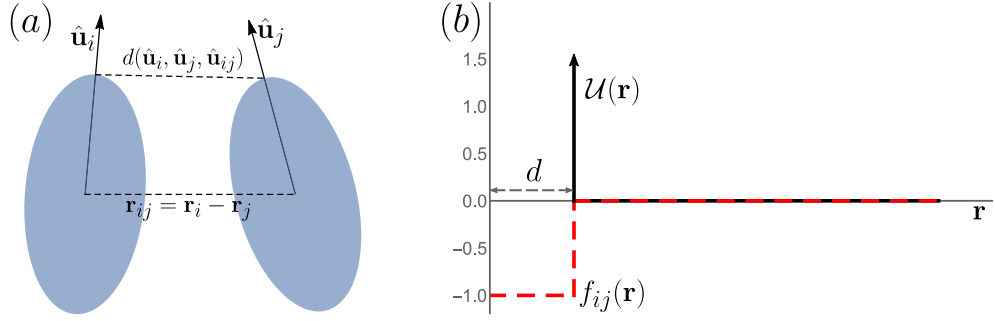 (a)
û_i
û_j
d(û_i, û_j, û_ij)
r_ij = r_i − r_j
(b)
1.5
1.0
0.5
0.0
−0.5
−1.0
U(r)
d
r
f_ij(r)